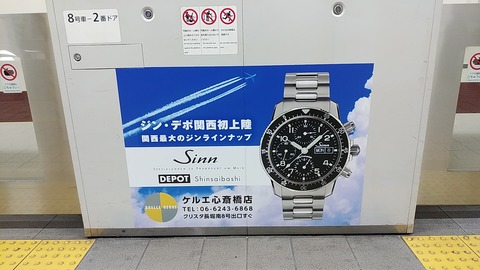 8号車－2番ドア
ジン・デポ関西初上陸
関西最大のジンラインナップ
Sinn
DEPOT Shinsaibashi
ケルエ心斎橋店
TEL:06-6243-6868
クリスタ長堀南8号出口すぐ